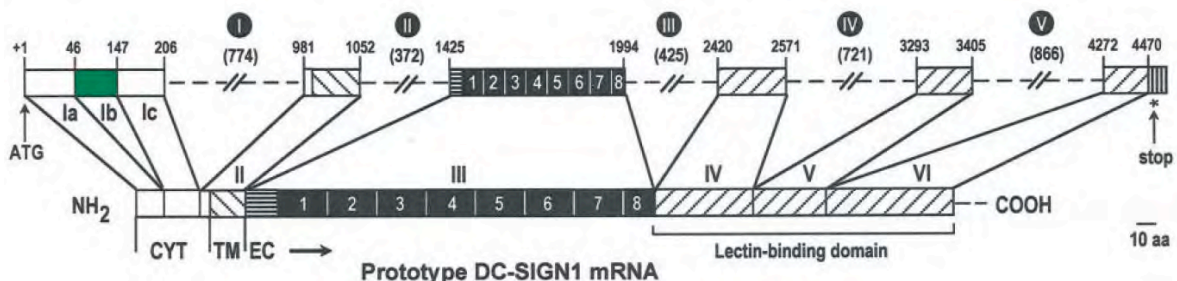 I II III IV V
+1 46 147 206 (774) 981 1052 (372) 1425 1994 (425) 2420 2571 (721) 3293 3405 (866) 4272 4470
1 2 3 4 5 6 7 8
Ia Ib Ic *
ATG stop
II III IV V VI
NH2 1 2 3 4 5 6 7 8 COOH
CYT TM EC Lectin-binding domain 10 aa
Prototype DC-SIGN1 mRNA